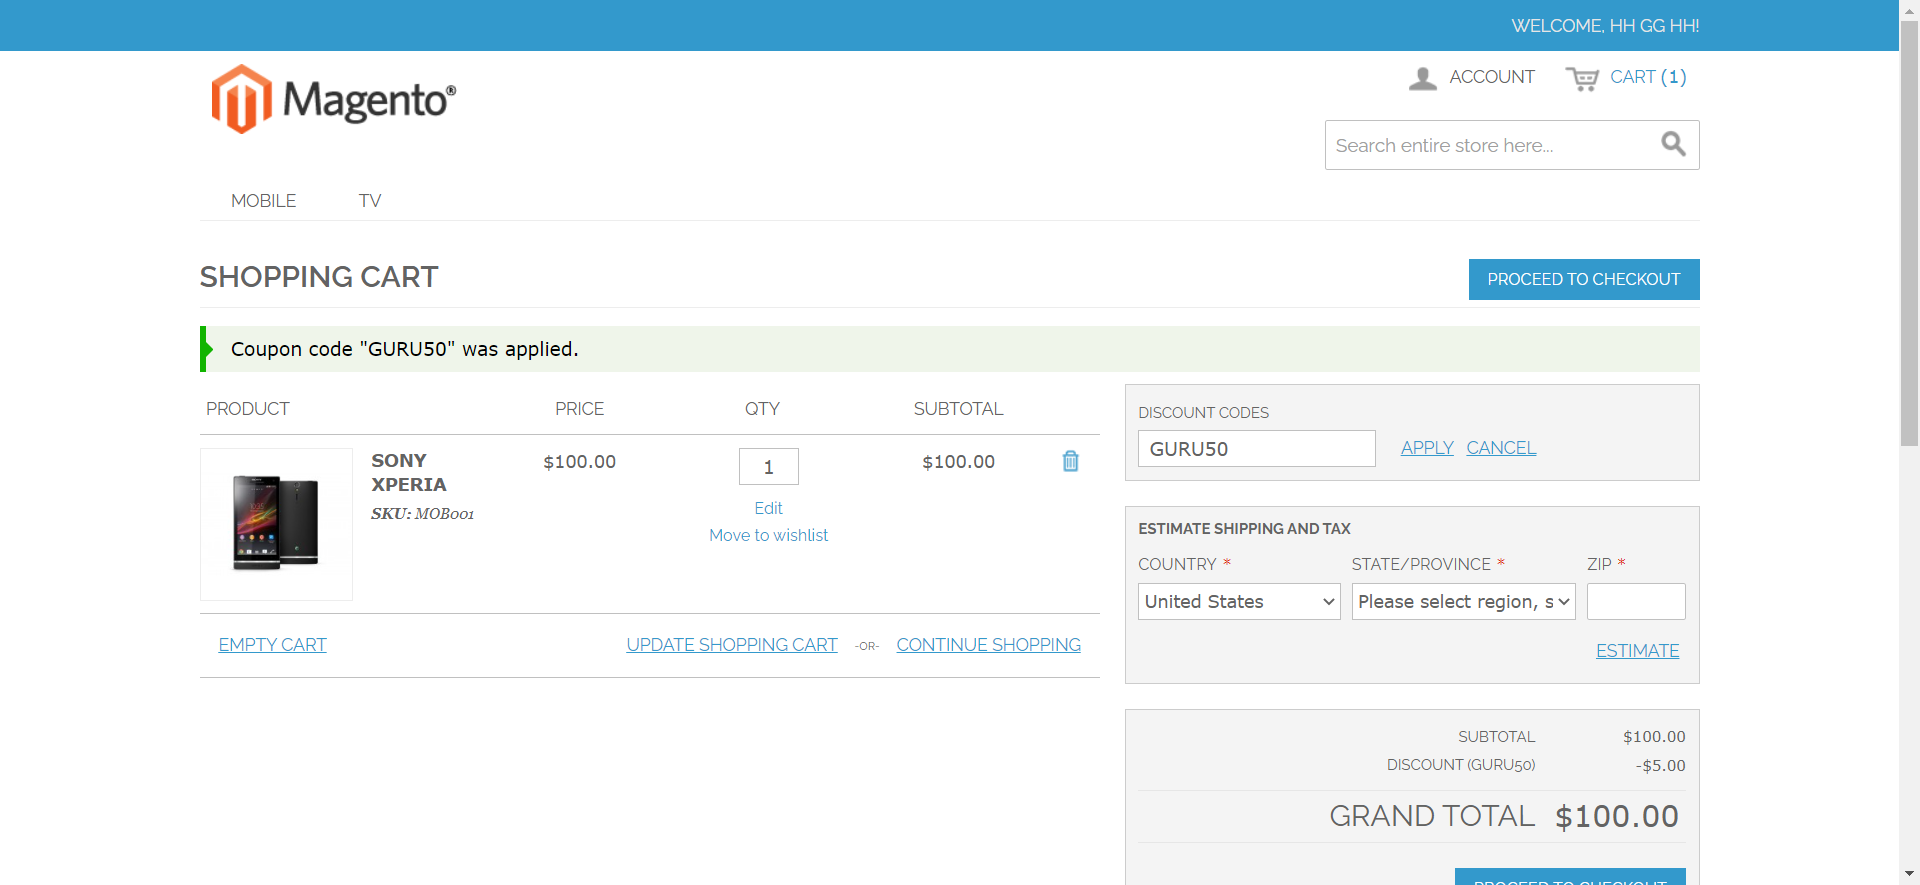 WELCOME, HH GG HH!
Magento®
ACCOUNT
CART (1)
Search entire store here...
MOBILE
TV
SHOPPING CART
PROCEED TO CHECKOUT
Coupon code "GURU50" was applied.
PRODUCT PRICE QTY SUBTOTAL
SONY XPERIA
SKU: MOB001
$100.00
1
Edit
Move to wishlist
$100.00
EMPTY CART
UPDATE SHOPPING CART -OR- CONTINUE SHOPPING
DISCOUNT CODES
GURU50 APPLY CANCEL
ESTIMATE SHIPPING AND TAX
COUNTRY * STATE/PROVINCE * ZIP *
United States Please select region, s
ESTIMATE
SUBTOTAL $100.00
DISCOUNT (GURU50) -$5.00
GRAND TOTAL $100.00
PROCEED TO CHECKOUT